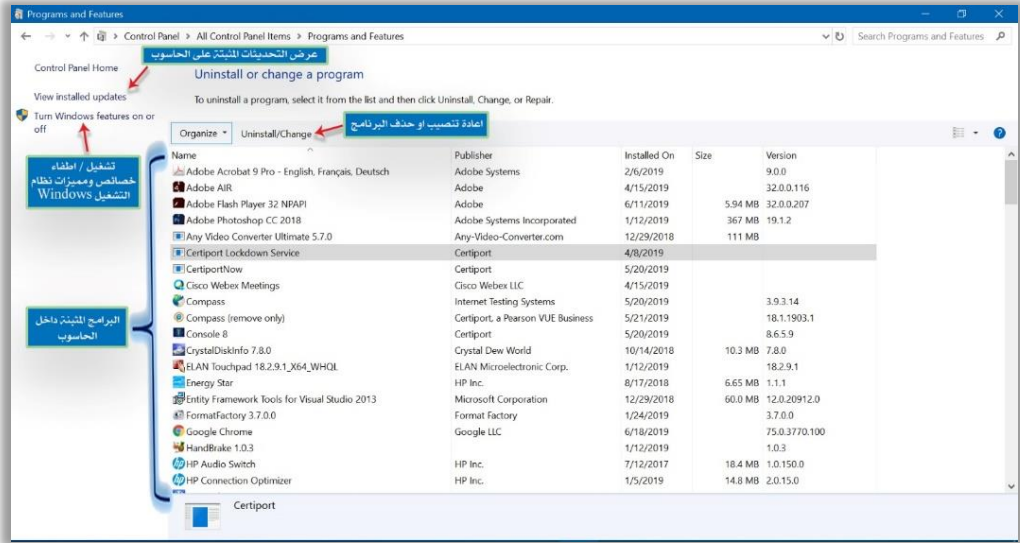 Programs and Features
Control Panel > All Control Panel Items > Programs and Features
Search Programs and Features
عرض التحديثات المثبتة على الحاسوب
Control Panel Home
View installed updates
Turn Windows features on or
off
Uninstall or change a program
To uninstall a program, select it from the list and then click Uninstall, Change, or Repair.
Organize Uninstall/Change
اعادة تنصيب او حذف البرنامج
تشغيل / اطفاء
خصائص ومميزات نظام
التشغيل Windows
البرامج المثبتة داخل
الحاسوب
Name Publisher Installed On Size Version
Adobe Acrobat 9 Pro - English, Français, Deutsch Adobe Systems 2/6/2019 9.0.0
Adobe AIR Adobe 4/15/2019 32.0.0.116
Adobe Flash Player 32 NPAPI Adobe 6/11/2019 5.94 MB 32.0.0.207
Adobe Photoshop CC 2018 Adobe Systems Incorporated 1/12/2019 367 MB 19.1.2
Any Video Converter Ultimate 5.7.0 Any-Video-Converter.com 12/29/2018 111 MB
Certiport Lockdown Service Certiport 4/8/2019
CertiportNow Certiport 5/20/2019
Cisco Webex Meetings Cisco Webex LLC 4/15/2019
Compass Internet Testing Systems 5/20/2019 3.9.3.14
Compass (remove only) Certiport, a Pearson VUE Business 5/21/2019 18.1.1903.1
Console 8 Certiport 5/20/2019 8.6.5.9
CrystalDiskInfo 7.8.0 Crystal Dew World 10/14/2018 10.3 MB 7.8.0
ELAN Touchpad 18.2.9.1_X64_WHQL ELAN Microelectronic Corp. 1/12/2019 18.2.9.1
Energy Star HP Inc. 8/17/2018 6.65 MB 1.1.1
Entity Framework Tools for Visual Studio 2013 Microsoft Corporation 12/29/2018 60.0 MB 12.0.20912.0
FormatFactory 3.7.0.0 Format Factory 1/24/2019 3.7.0.0
Google Chrome Google LLC 6/18/2019 75.0.3770.100
HandBrake 1.0.3 1/12/2019 1.0.3
HP Audio Switch HP Inc. 7/12/2017 18.4 MB 1.0.150.0
HP Connection Optimizer HP Inc. 1/5/2019 14.8 MB 2.0.15.0
Certiport